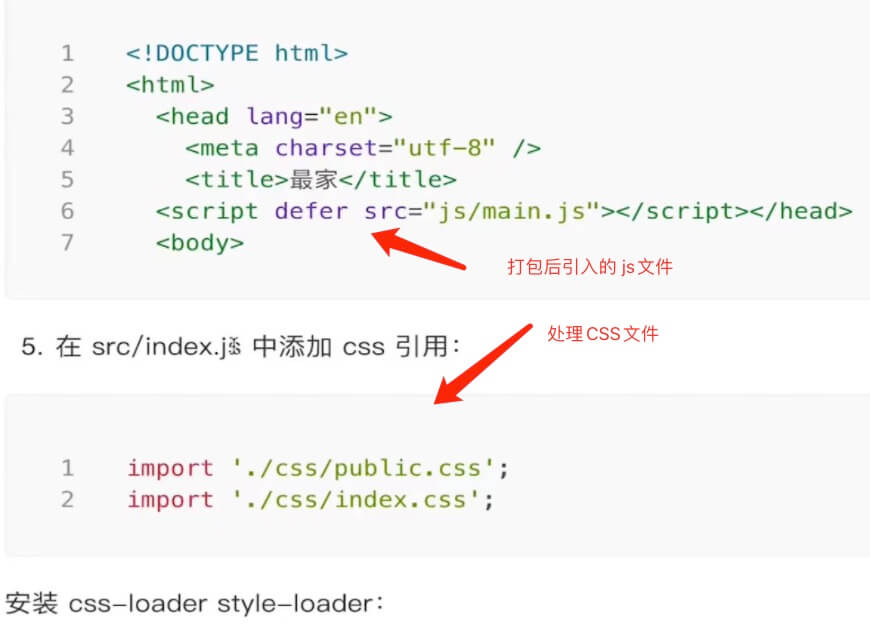 1 <!DOCTYPE html>
2 <html>
3 <head lang="en">
4 <meta charset="utf-8" />
5 <title>最家</title>
6 <script defer src="js/main.js"></script></head>
7 <body>
打包后引入的 js文件
处理CSS文件
5. 在 src/index.js 中添加 css 引用：
1 import './css/public.css';
2 import './css/index.css';
安装 css-loader style-loader：